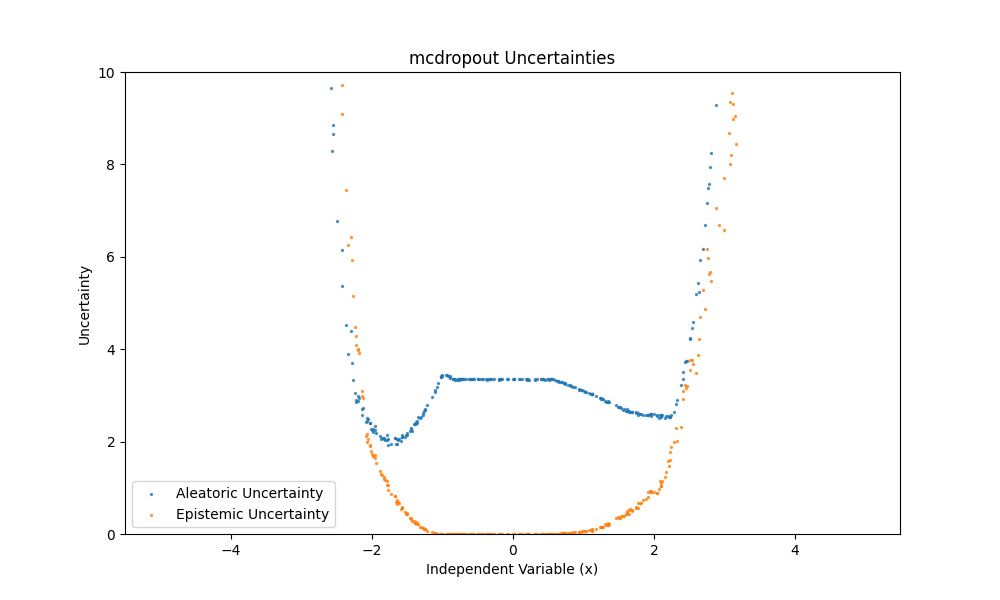 mcdropout Uncertainties
10
8
6
4
2
0
Uncertainty
Aleatoric Uncertainty
Epistemic Uncertainty
−4
−2
0
2
4
Independent Variable (x)